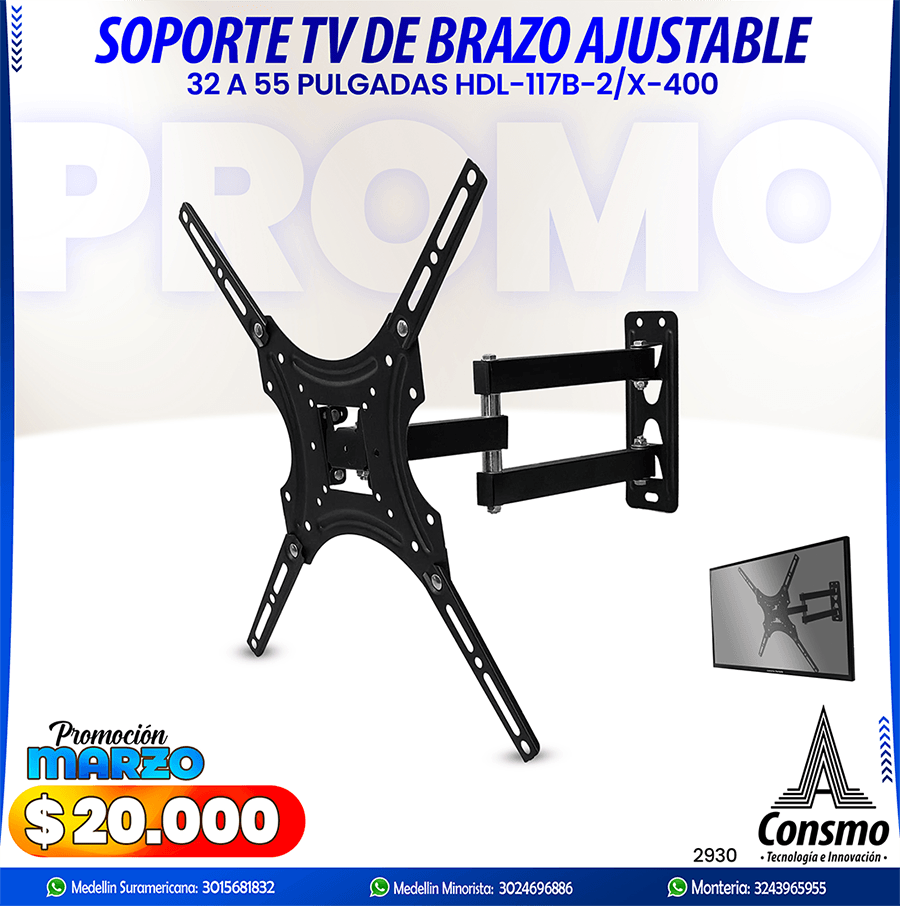 SOPORTE TV DE BRAZO AJUSTABLE
32 A 55 PULGADAS HDL-117B-2/X-400
PROMO
Promoción
MARZO
$ 20.000
Consmo
• Tecnología e Innovación •
2930
Medellin Suramericana: 3015681832
Medellin Minorista: 3024696886
Monteria: 3243965955